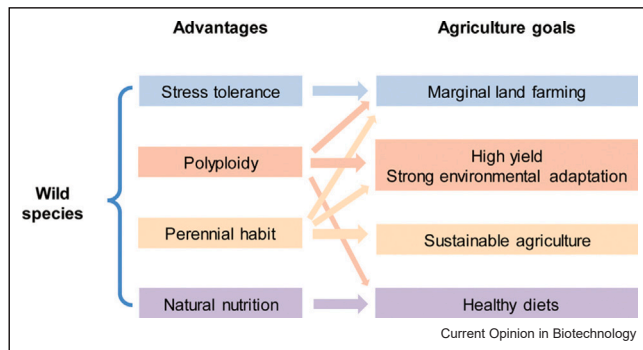 Advantages
Agriculture goals
Stress tolerance
Marginal land farming
Polyploidy
High yield
Strong environmental adaptation
Wild
species
Perennial habit
Sustainable agriculture
Natural nutrition
Healthy diets
Current Opinion in Biotechnology